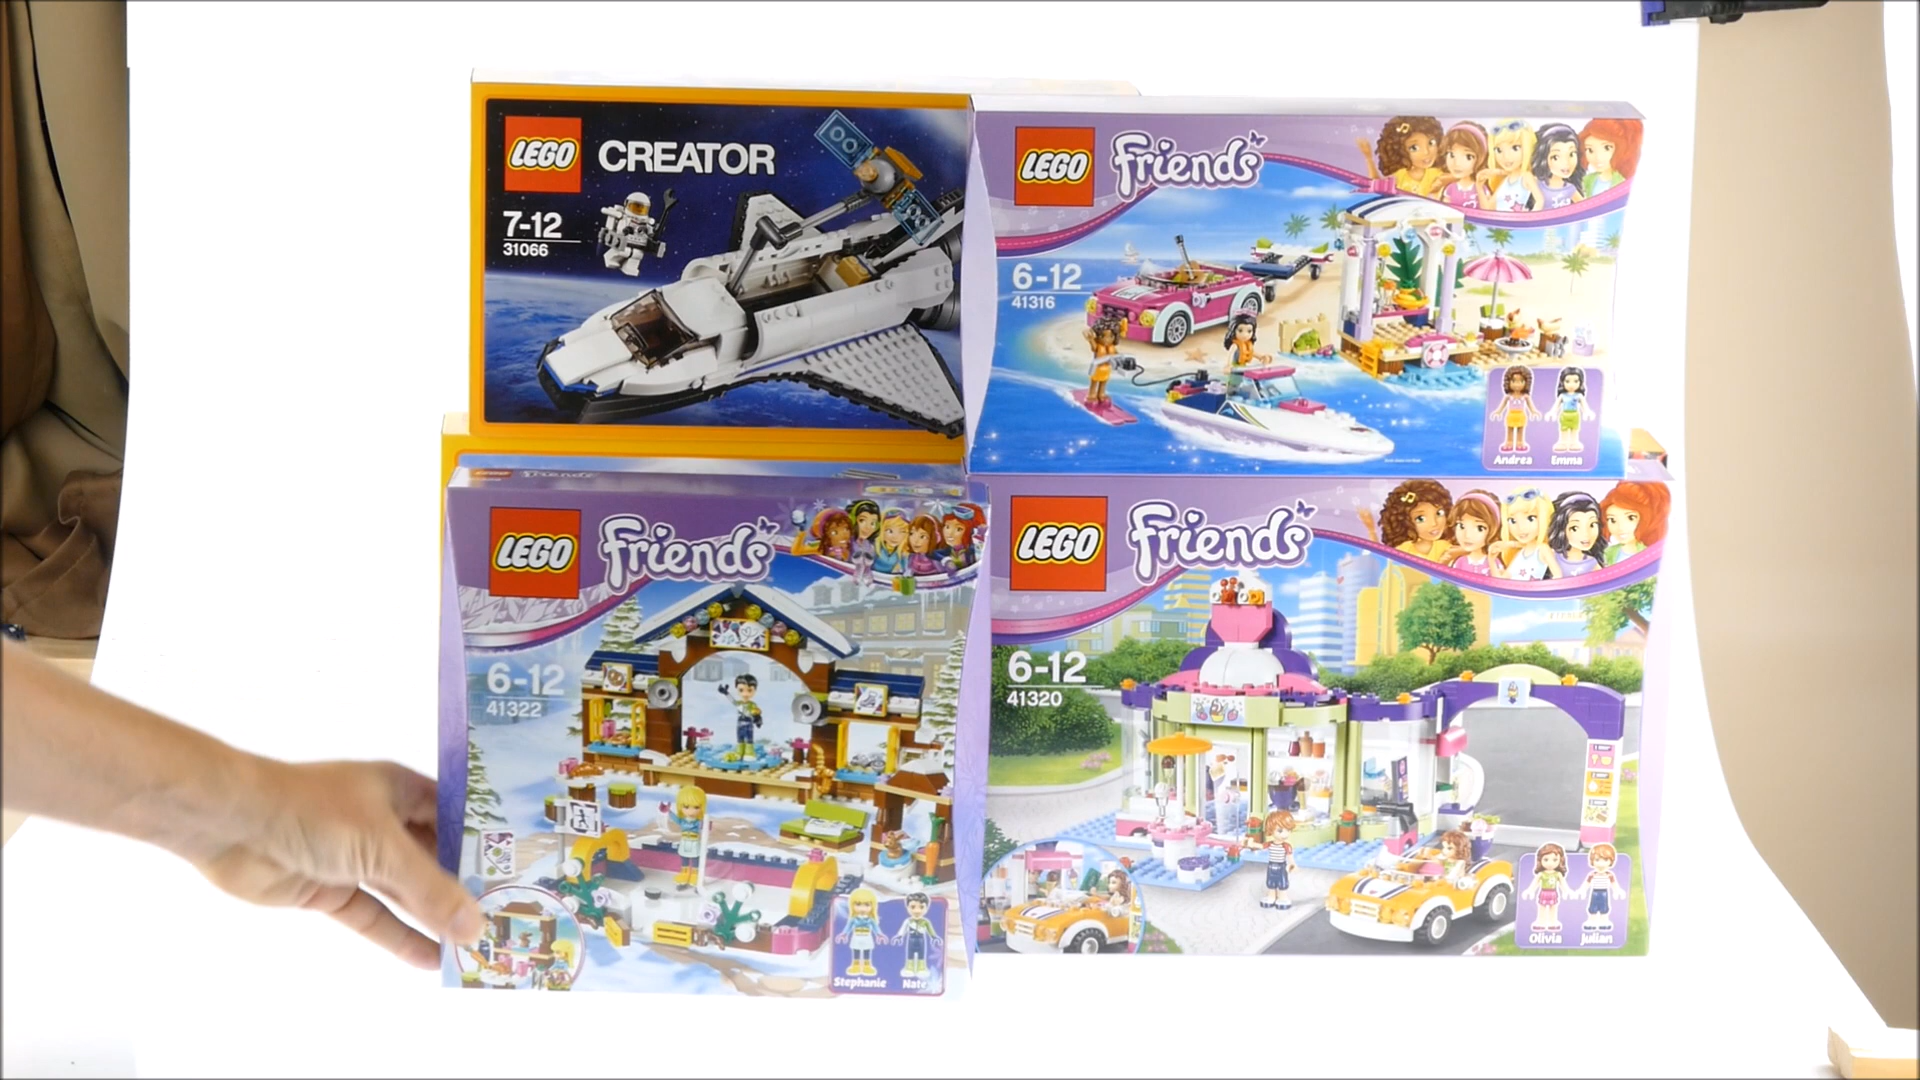 LEGO CREATOR
7-12
31066
LEGO Friends
6-12
41316
Andrea Emma
LEGO Friends
6-12
41322
Stephanie Nate
LEGO Friends
6-12
41320
Olivia Julian